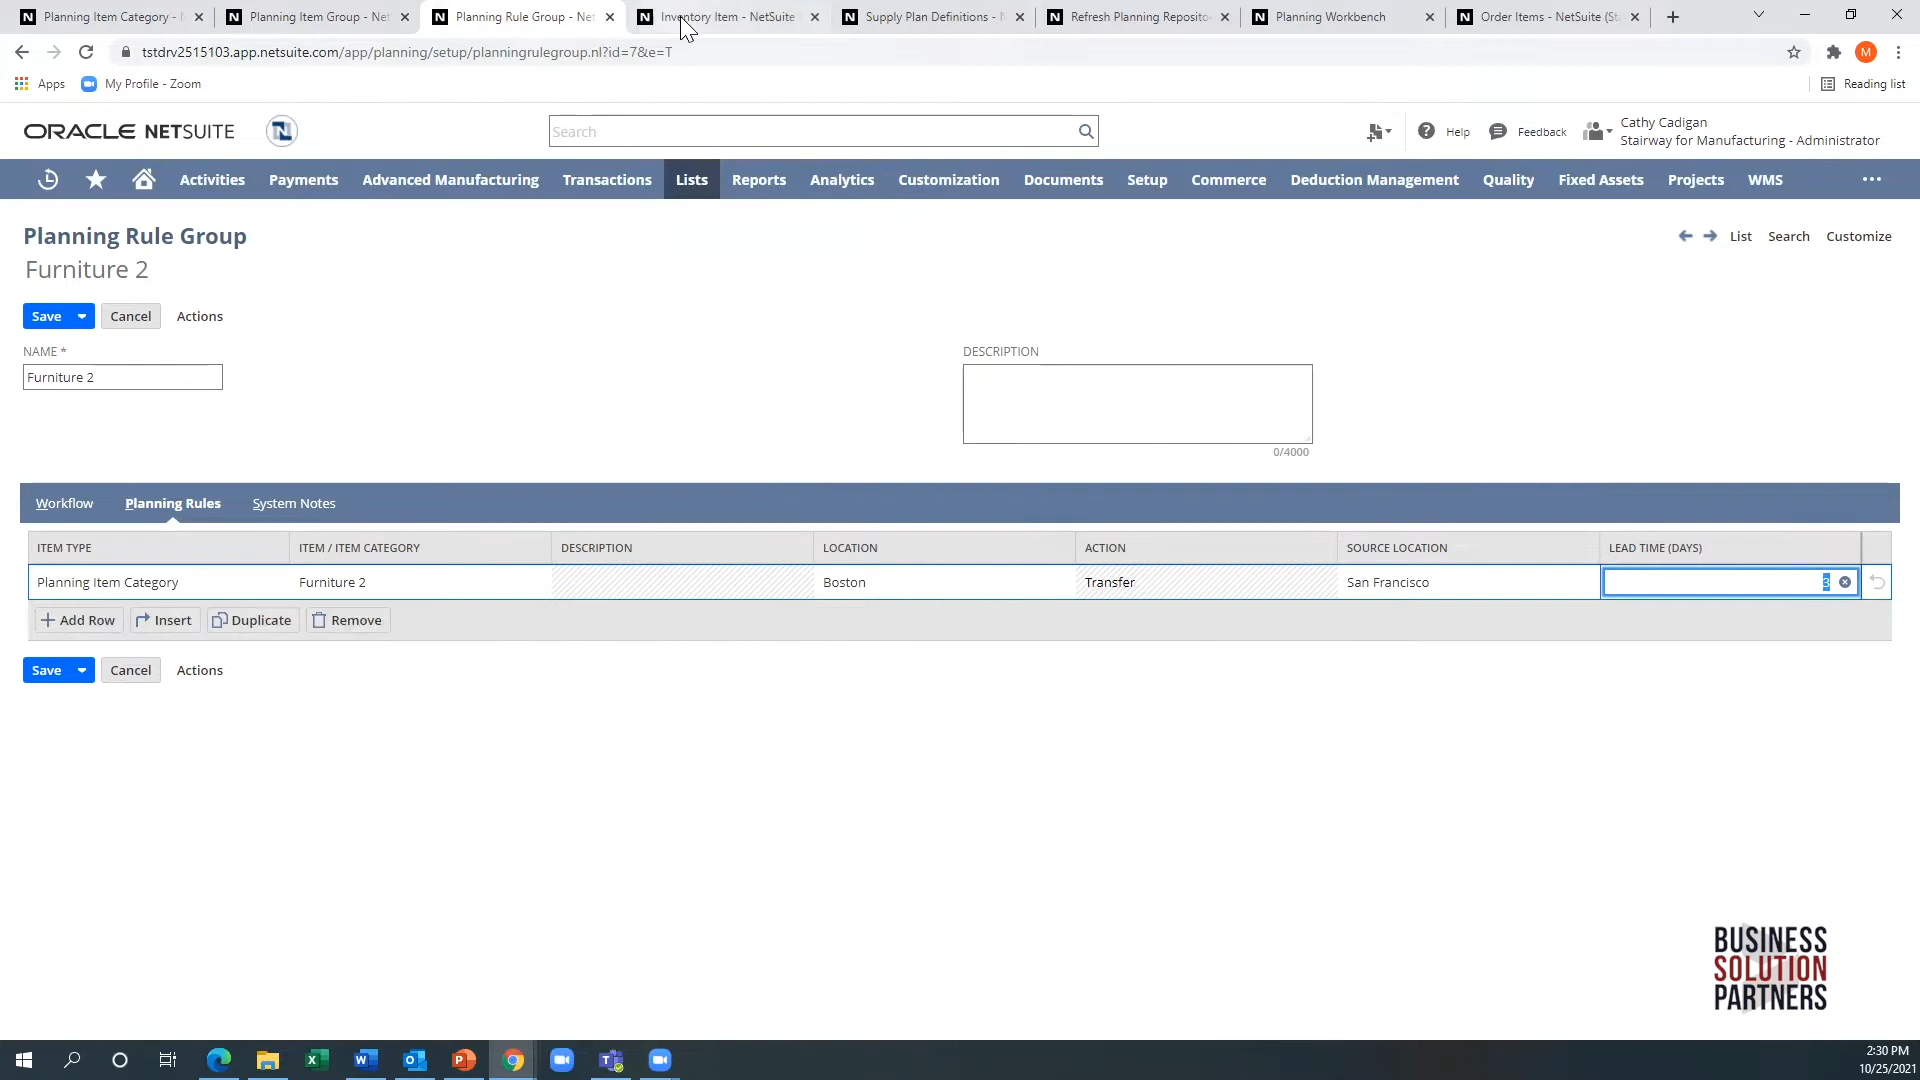 Planning Item Category - N
Planning Item Group - Net
Planning Rule Group - Net
Inventory Item - NetSuite
Supply Plan Definitions - N
Refresh Planning Reposito
Planning Workbench
Order Items - NetSuite (St
tstdrv2515103.app.netsuite.com/app/planning/setup/planningrulegroup.nl?id=7&e=T
M
Apps
My Profile - Zoom
Reading list
ORACLE NETSUITE
Search
Help
Feedback
Cathy Cadigan
Stairway for Manufacturing - Administrator
Activities Payments Advanced Manufacturing Transactions Lists Reports Analytics Customization Documents Setup Commerce Deduction Management Quality Fixed Assets Projects WMS
Planning Rule Group
List Search Customize
Furniture 2
Save Cancel Actions
NAME *
Furniture 2
DESCRIPTION
0/4000
Workflow Planning Rules System Notes
ITEM TYPE ITEM / ITEM CATEGORY DESCRIPTION LOCATION ACTION SOURCE LOCATION LEAD TIME (DAYS)
Planning Item Category Furniture 2 Boston Transfer San Francisco 3
Add Row Insert Duplicate Remove
Save Cancel Actions
BUSINESS
SOLUTION
PARTNERS
2:30 PM
10/25/2021